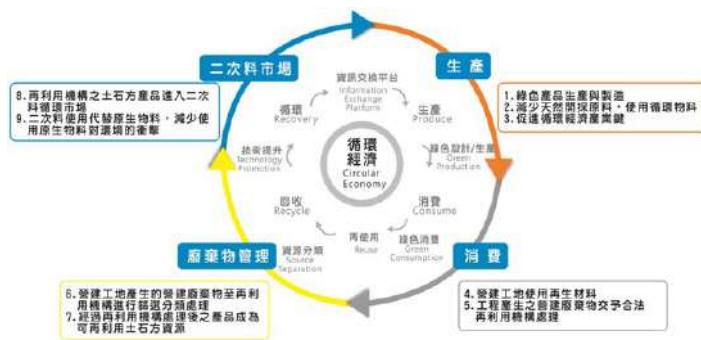 二次料市場
生產
8.再利用機構之土石方產品進入二次
料循環市場
9.二次料使用代替原生物料，減少使
用原生物料對環境的衝擊
1.綠色產品生產與製造
2.減少天然開採原料，使用循環物料
3.促進循環經濟產業鏈
資訊交換平台
Information
Exchange
Platform
循環
Recovery
生產
Produce
技術提升
Technology
Promotion
循環
經濟
Circular
Economy
綠色設計/生產
Green
Production
回收
Recycle
消費
Consume
資源分類
Source
Separation
再使用
Reuse
綠色消費
Green
Consumption
廢棄物管理
消費
6.營建工地產生的營建廢棄物至再利
用機構進行篩選分類處理
7.經過再利用機構處理後之產品成為
可再利用土石方資源
4.營建工地使用再生材料
5.工程產生之營建廢棄物交予合法
再利用機構處理